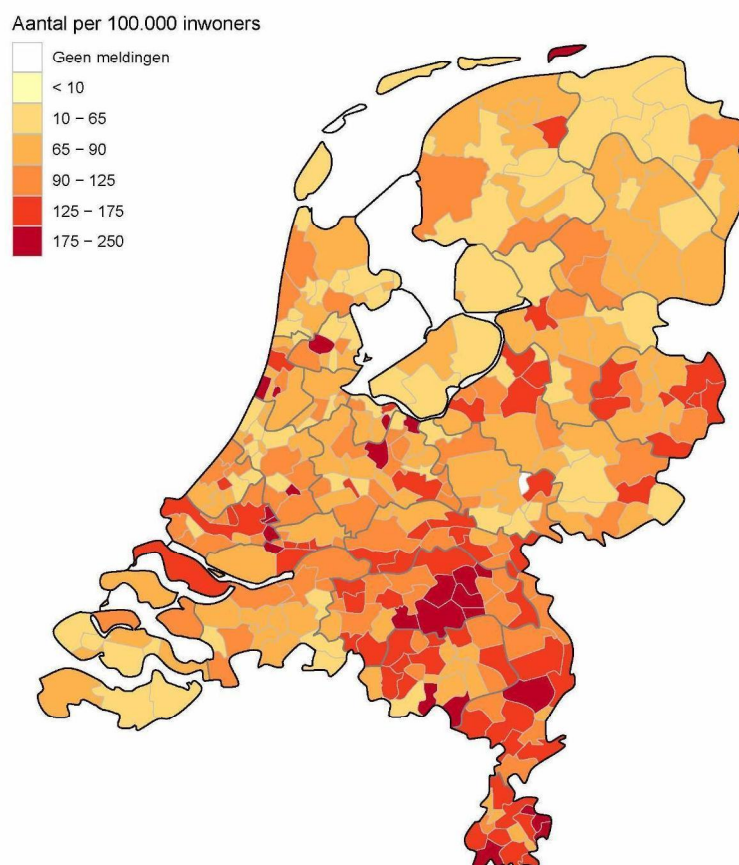 Aantal per 100.000 inwoners
Geen meldingen
< 10
10 – 65
65 – 90
90 – 125
125 – 175
175 – 250